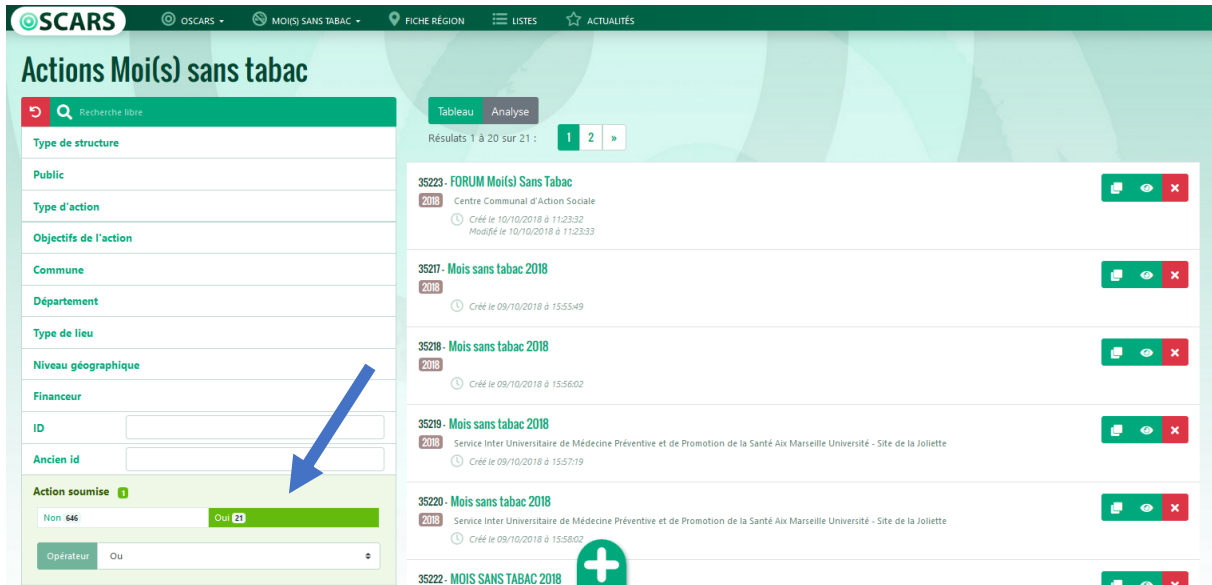 OSCARS
OSCARS
MOI(S) SANS TABAC
FICHE RÉGION
LISTES
ACTUALITÉS
Actions Moi(s) sans tabac
Recherche libre
Type de structure
Public
Type d'action
Objectifs de l'action
Commune
Département
Type de lieu
Niveau géographique
Financeur
ID
Ancien id
Action soumise 1
Non 646
Oui 21
Opérateur
Ou
Tableau
Analyse
Résulats 1 à 20 sur 21 :
1
2
»
35223 - FORUM Moi(s) Sans Tabac
2018 Centre Communal d'Action Sociale
Créé le 10/10/2018 à 11:23:32
Modifié le 10/10/2018 à 11:23:33
35217 - Mois sans tabac 2018
2018
Créé le 09/10/2018 à 15:55:49
35218 - Mois sans tabac 2018
2018
Créé le 09/10/2018 à 15:56:02
35219 - Mois sans tabac 2018
2018 Service Inter Universitaire de Médecine Préventive et de Promotion de la Santé Aix Marseille Université - Site de la Joliette
Créé le 09/10/2018 à 15:57:19
35220 - Mois sans tabac 2018
2018 Service Inter Universitaire de Médecine Préventive et de Promotion de la Santé Aix Marseille Université - Site de la Joliette
Créé le 09/10/2018 à 15:58:02
35222 - MOIS SANS TABAC 2018